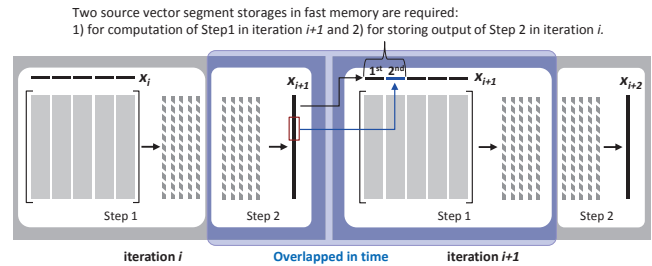 Two source vector segment storages in fast memory are required:
1) for computation of Step1 in iteration i+1 and 2) for storing output of Step 2 in iteration i.
1st 2nd
xi
xi+1
xi+1
xi+2
Step 1
Step 2
Step 1
Step 2
iteration i
Overlapped in time
iteration i+1